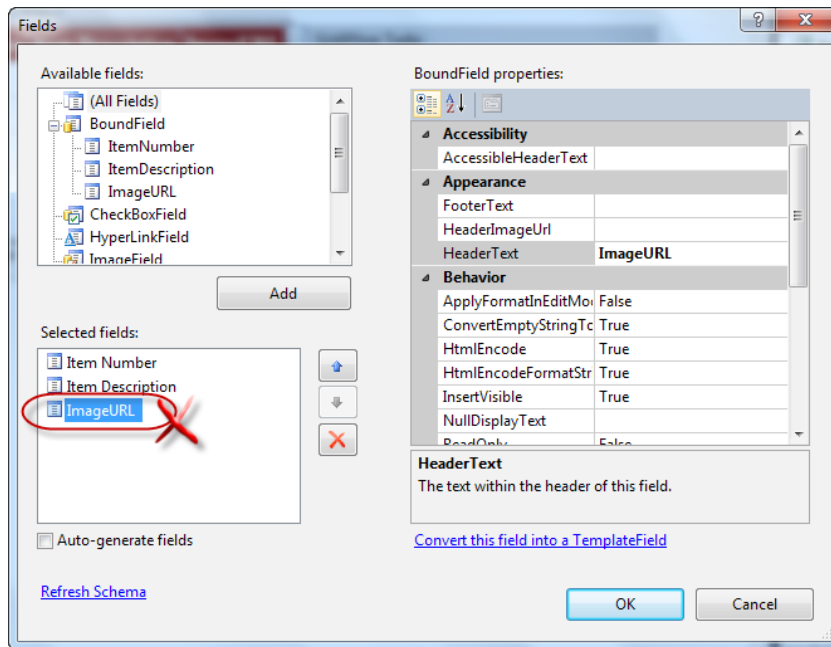 Fields
Available fields:
(All Fields)
BoundField
ItemNumber
ItemDescription
ImageURL
CheckBoxField
HyperLinkField
ImageField
Add
Selected fields:
Item Number
Item Description
ImageURL
Auto-generate fields
Refresh Schema
BoundField properties:
Accessibility
AccessibleHeaderText
Appearance
FooterText
HeaderImageUrl
HeaderText ImageURL
Behavior
ApplyFormatInEditMo False
ConvertEmptyStringTo True
HtmlEncode True
HtmlEncodeFormatStr True
InsertVisible True
NullDisplayText
ReadOnly False
HeaderText
The text within the header of this field.
Convert this field into a TemplateField
OK
Cancel